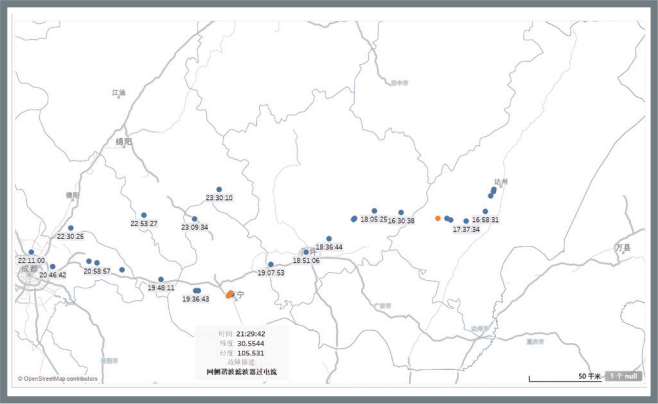 江油
绵阳
德阳
成都
22:11:00
20:46:42
22:30:25
20:58:57
22:53:27
23:09:34
23:30:10
19:48:11
19:36:43
宁
19:07:53
18:51:06
18:36:44
18:05:25
16:30:38
17:37:34
16:58:31
达州
万县
时间: 21:29:42
纬度: 30.5544
经度: 105.531
故障描述:
网侧谐波滤波器过电流
50 千米
1 个 null
© OpenStreetMap contributors